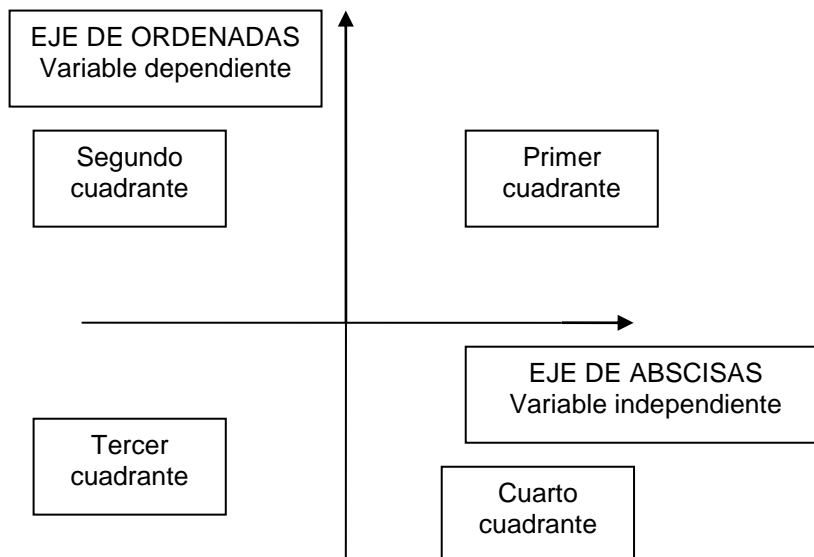 EJE DE ORDENADAS
Variable dependiente
Segundo
cuadrante
Primer
cuadrante
EJE DE ABSCISAS
Variable independiente
Tercer
cuadrante
Cuarto
cuadrante